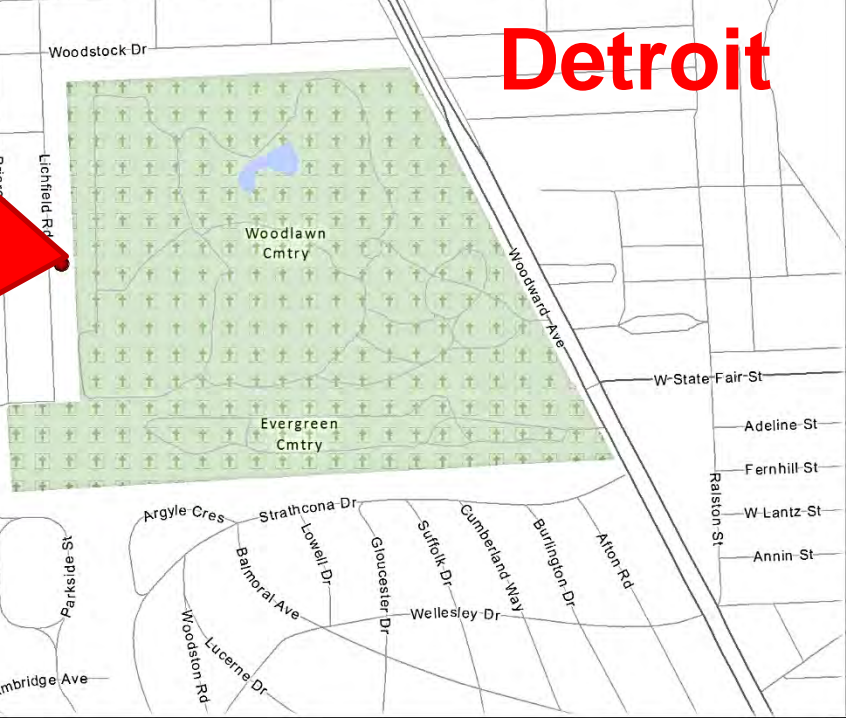 Detroit
Woodstock Dr
Lichfield Rd
Woodlawn
Cmtry
Woodward Ave
W State Fair St
Evergreen
Cmtry
Adeline St
Fernhill St
Ralston St
W Lantz St
Annin St
Argyle Cres
Strathcona Dr
Parkside St
Balmoral Ave
Lowell Dr
Gloucester Dr
Suffolk Dr
Cumberland Way
Burlington Dr
Afton Rd
Wellesley Dr
Woodston Rd
Lucerne Dr
mbridge Ave